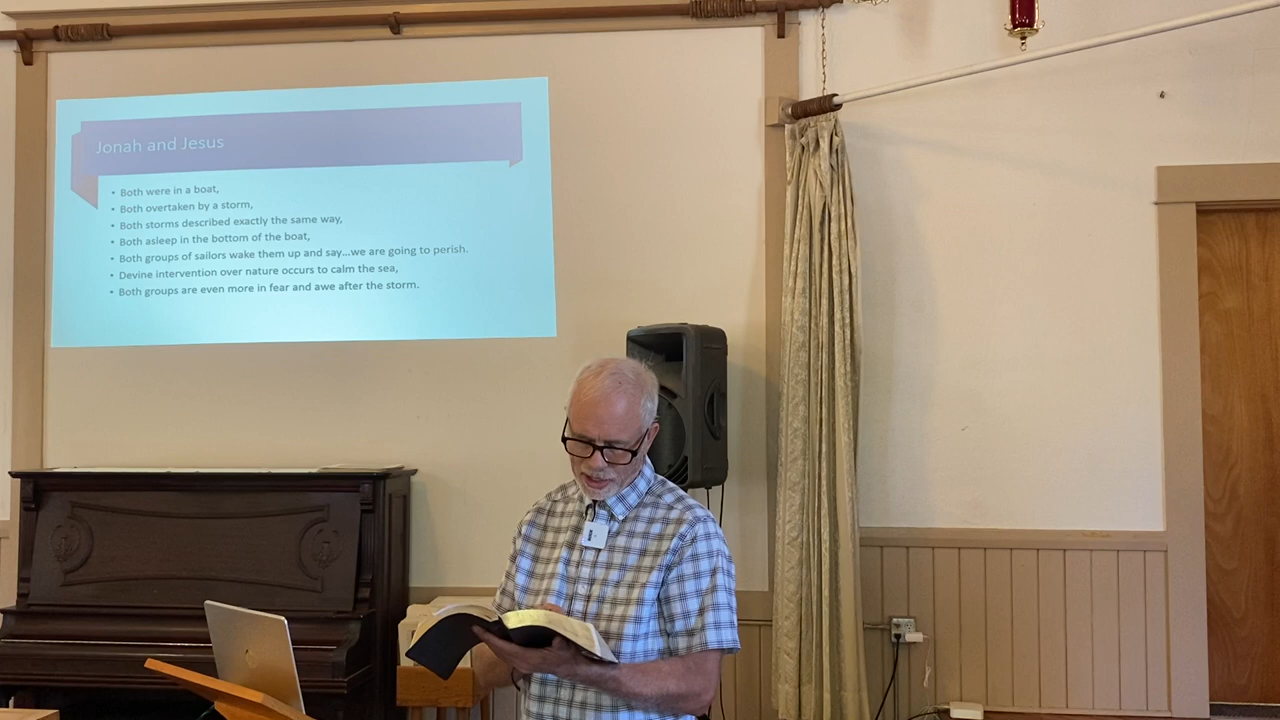 Jonah and Jesus
• Both were in a boat,
• Both overtaken by a storm,
• Both storms described exactly the same way,
• Both asleep in the bottom of the boat,
• Both groups of sailors wake them up and say...we are going to perish.
• Devine intervention over nature occurs to calm the sea,
• Both groups are even more in fear and awe after the storm.